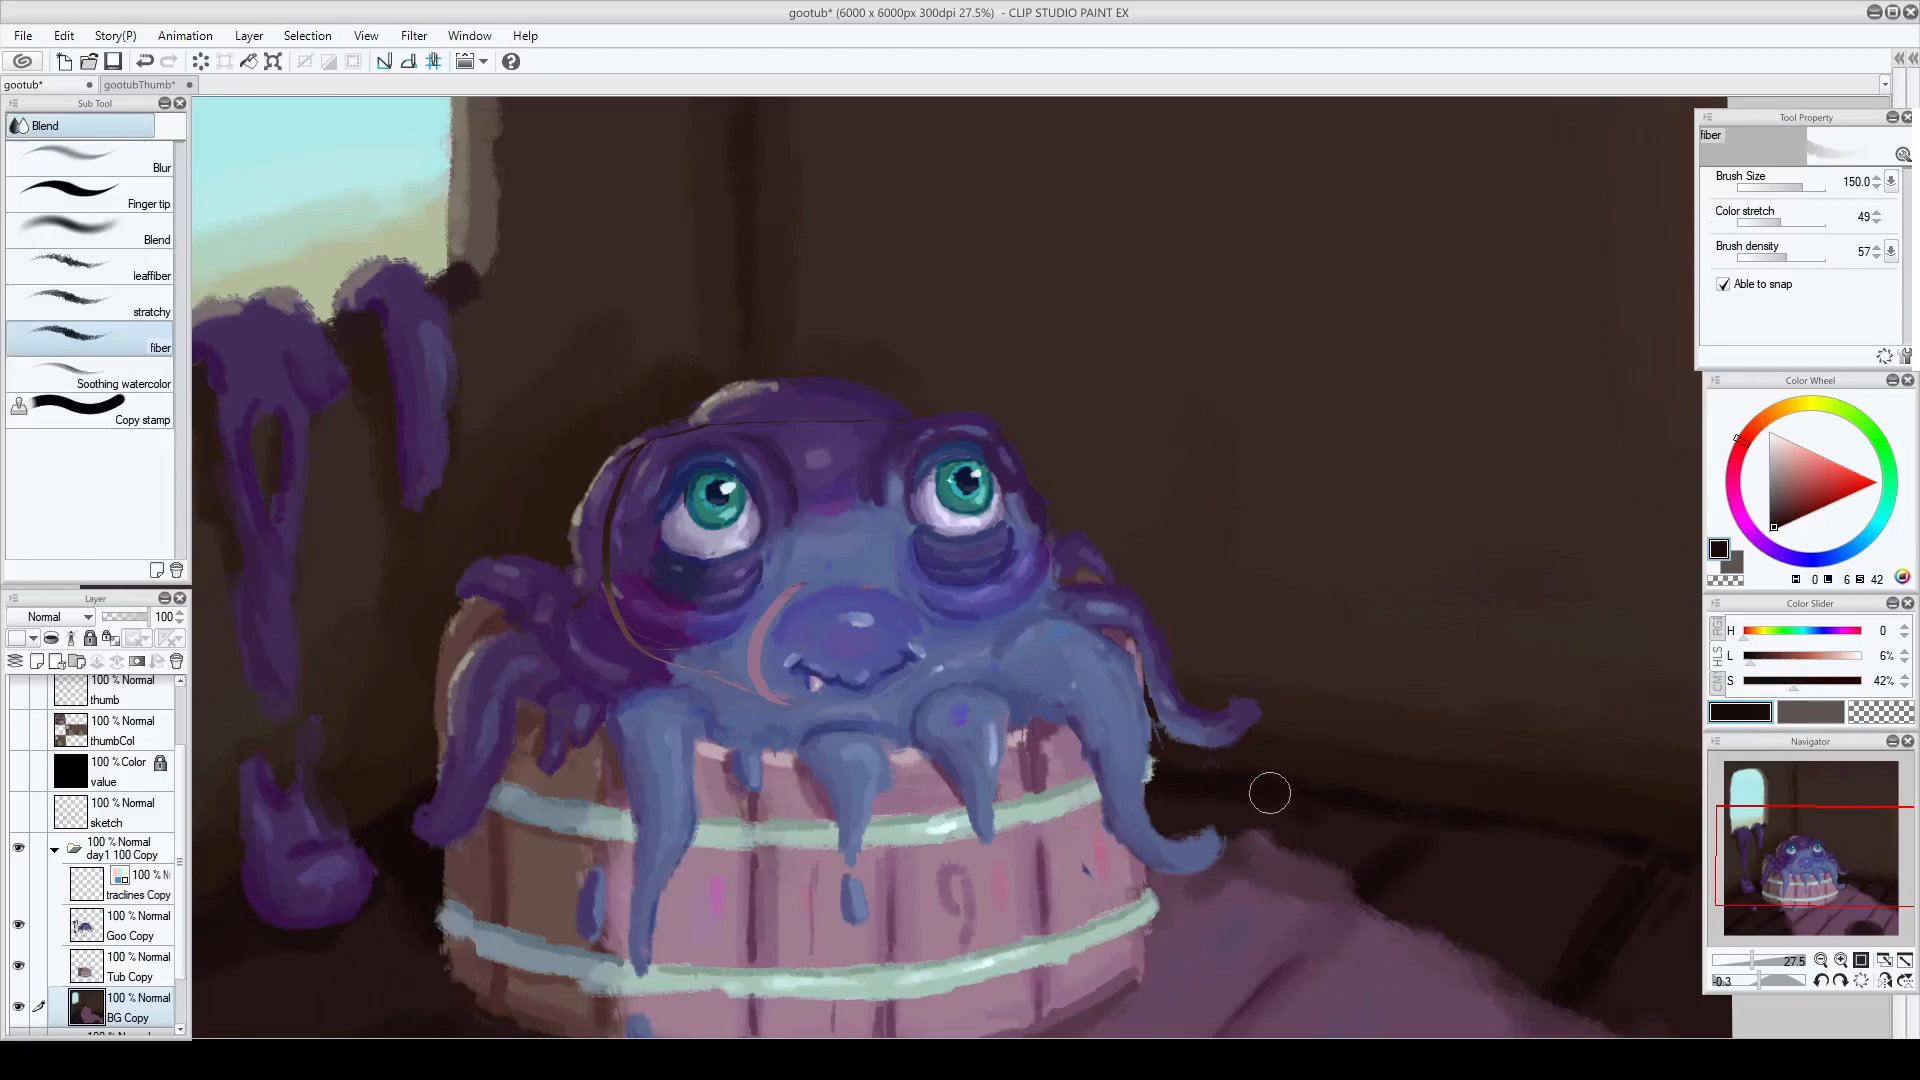 gootub* (6000 x 6000px 300dpi 27.5%) - CLIP STUDIO PAINT EX
File Edit Story(P) Animation Layer Selection View Filter Window Help
gootub* gootubThumb*
Sub Tool
Blend
Blur
Finger tip
Blend
leaffiber
stratchy
fiber
Soothing watercolor
Copy stamp
Layer
Normal 100
100 % Normal
thumb
100 % Normal
thumbCol
100 % Color
value
100 % Normal
sketch
100 % Normal
day1 100 Copy
100 % N
traclines Copy
100 % Normal
Goo Copy
100 % Normal
Tub Copy
100 % Normal
BG Copy
Tool Property
fiber
Brush Size 150.0
Color stretch 49
Brush density 57
Able to snap
Color Wheel
H 0 L 6 S 42
Color Slider
RGB
HLS
CM
H 0
L 6%
S 42%
Navigator
27.5
-0.3